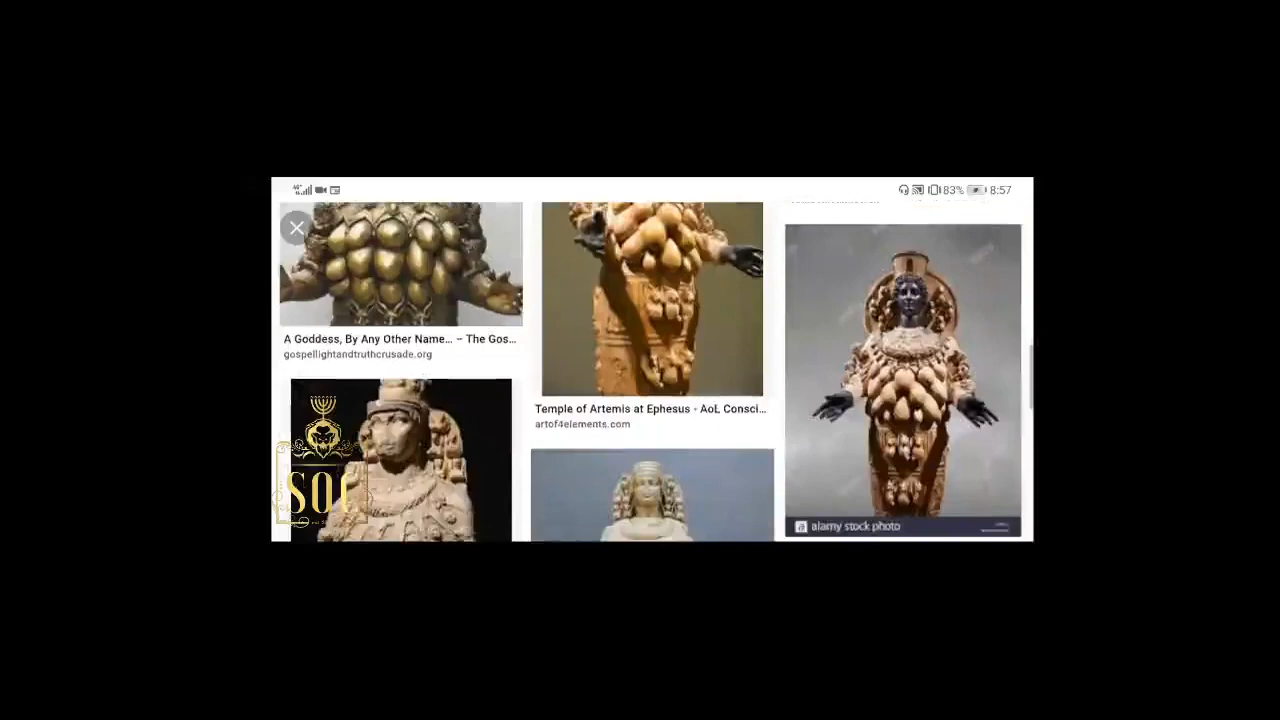 83% 8:57
A Goddess, By Any Other Name... – The Gos...
gospellightandtruthcrusade.org
Temple of Artemis at Ephesus - AoL Consci...
artof4elements.com
a alamy stock photo
SOC